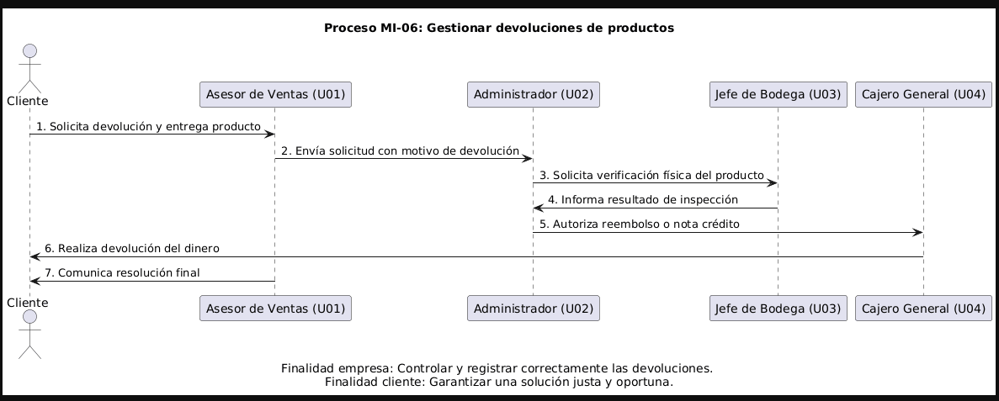 Proceso MI-06: Gestionar devoluciones de productos
Cliente
Asesor de Ventas (U01)
Administrador (U02)
Jefe de Bodega (U03)
Cajero General (U04)
1. Solicita devolución y entrega producto
2. Envía solicitud con motivo de devolución
3. Solicita verificación física del producto
4. Informa resultado de inspección
5. Autoriza reembolso o nota crédito
6. Realiza devolución del dinero
7. Comunica resolución final
Cliente
Asesor de Ventas (U01)
Administrador (U02)
Jefe de Bodega (U03)
Cajero General (U04)
Finalidad empresa: Controlar y registrar correctamente las devoluciones.
Finalidad cliente: Garantizar una solución justa y oportuna.